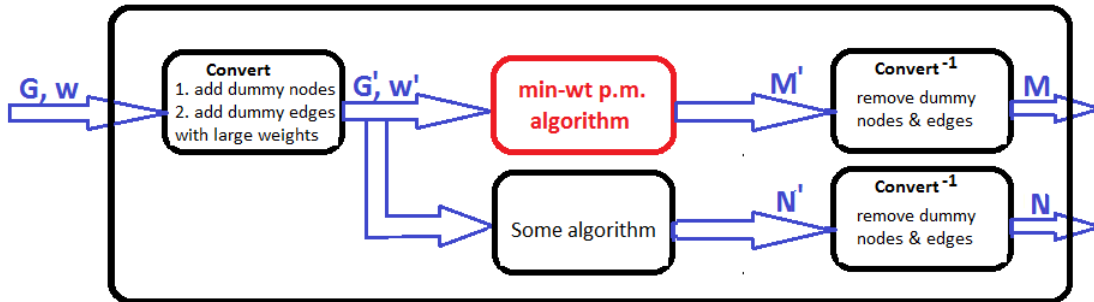 G, w
Convert
1. add dummy nodes
2. add dummy edges
with large weights
G', w'
min-wt p.m.
algorithm
M'
Convert⁻¹
remove dummy
nodes & edges
M
Some algorithm
N'
Convert⁻¹
remove dummy
nodes & edges
N